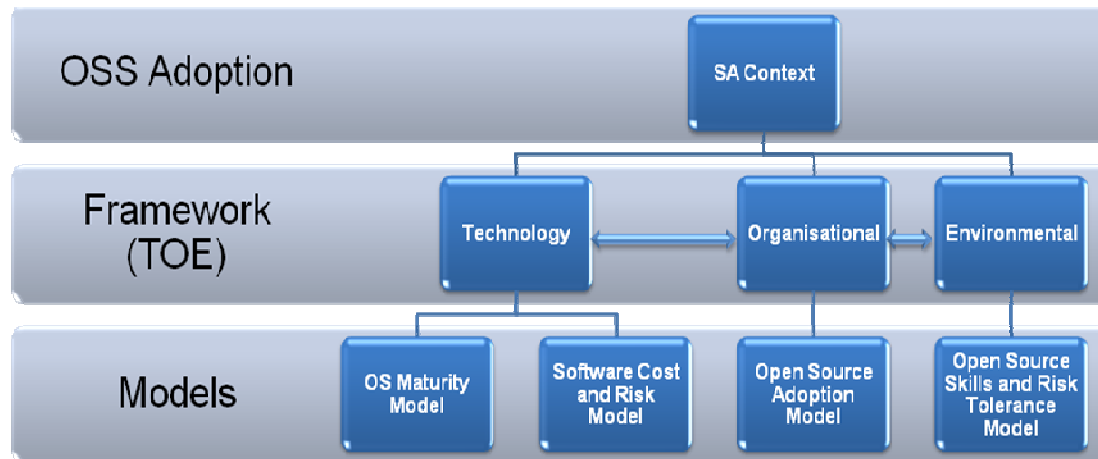 OSS Adoption
SA Context
Framework
(TOE)
Technology
Organisational
Environmental
Models
OS Maturity
Model
Software Cost
and Risk
Model
Open Source
Adoption
Model
Open Source
Skills and Risk
Tolerance
Model